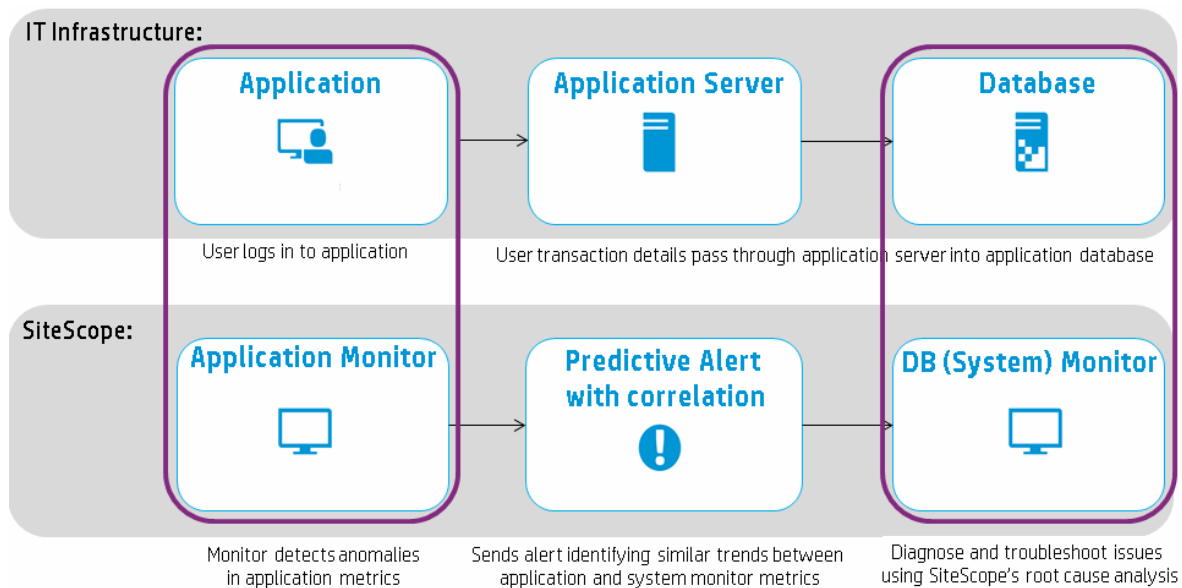 IT Infrastructure:
Application
Application Server
Database
User logs in to application
User transaction details pass through application server into application database
SiteScope:
Application Monitor
Predictive Alert
with correlation
DB (System) Monitor
Monitor detects anomalies
in application metrics
Sends alert identifying similar trends between
application and system monitor metrics
Diagnose and troubleshoot issues
using SiteScope's root cause analysis